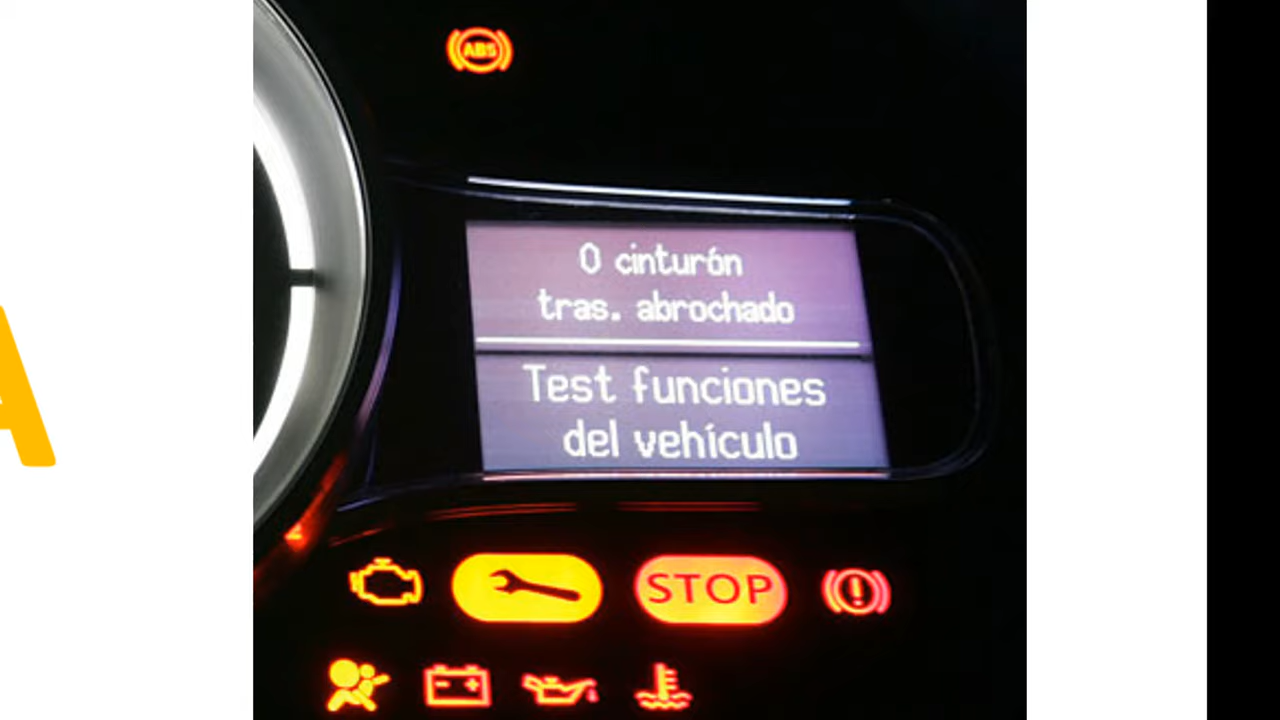 ABS
0 cinturón
tras. abrochado
Test funciones
del vehículo
STOP
A